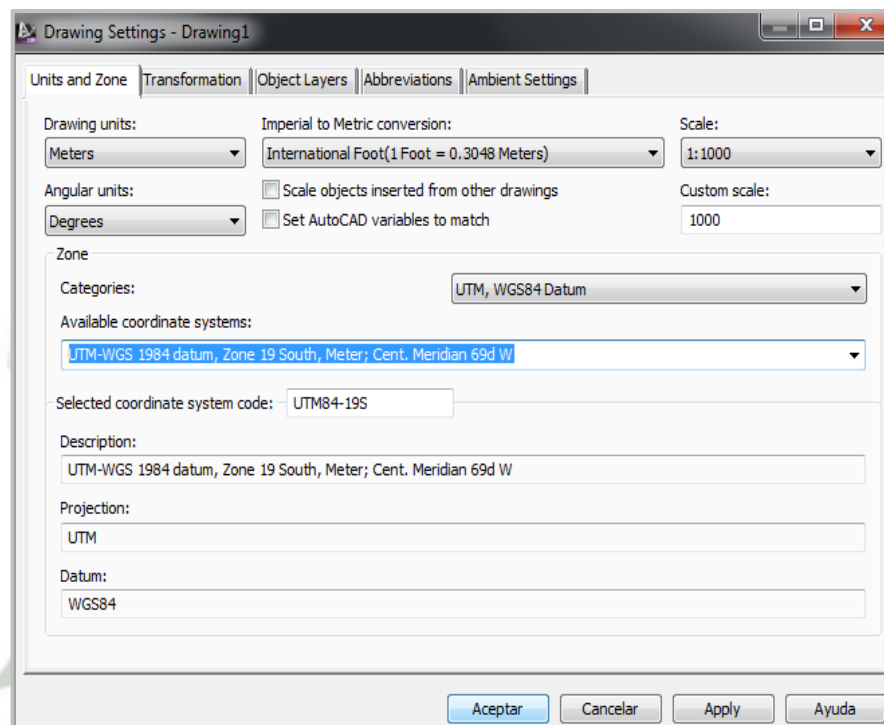 Drawing Settings - Drawing1
Units and Zone Transformation Object Layers Abbreviations Ambient Settings
Drawing units: Imperial to Metric conversion: Scale:
Meters International Foot(1 Foot = 0.3048 Meters) 1:1000
Angular units: Scale objects inserted from other drawings Custom scale:
Degrees Set AutoCAD variables to match 1000
Zone
Categories: UTM, WGS84 Datum
Available coordinate systems:
UTM-WGS 1984 datum, Zone 19 South, Meter; Cent. Meridian 69d W
Selected coordinate system code: UTM84-19S
Description:
UTM-WGS 1984 datum, Zone 19 South, Meter; Cent. Meridian 69d W
Projection:
UTM
Datum:
WGS84
Aceptar Cancelar Apply Ayuda